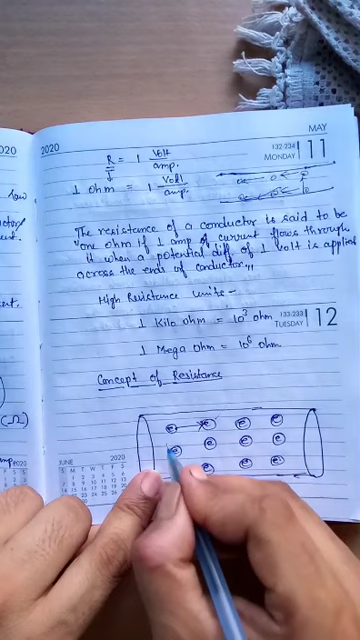 2020
MAY
132-234
MONDAY 11
R = 1 Volt
amp.
1 ohm = 1 Volt
amp.
The resistance of a conductor is said to be
"one ohm if 1 amp of current flows through
it when a potential diff of 1 volt is applied
across the ends of conductor"
High Resistance Units -
1 Kilo ohm = 10³ ohm
133-233
TUESDAY 12
1 Mega ohm = 10⁶ ohm
Concept of Resistance
e e e e
e e e e
e e e
JUNE 2020
S M T W T F S
020
law
(Ω)